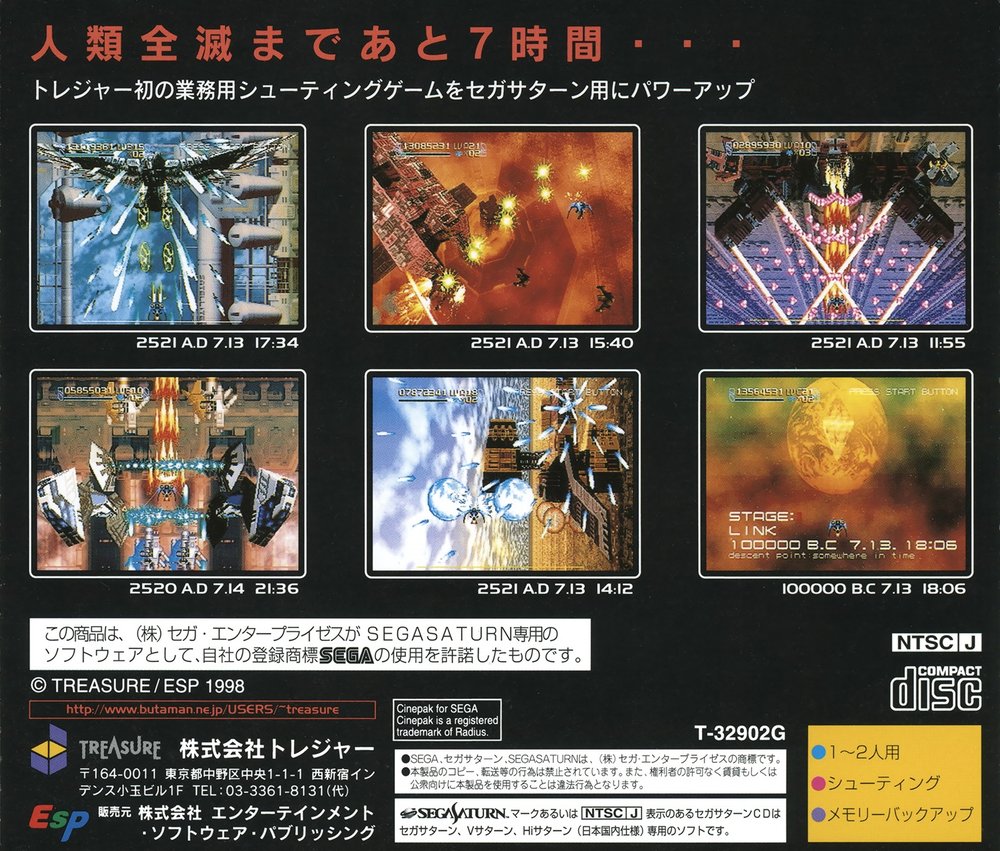 人類全滅まであと7時間・・・
トレジャー初の業務用シューティングゲームをセガサターン用にパワーアップ
2521 A.D 7.13 17:34
13085231
2521 A.D 7.13 15:40
02895930
2521 A.D 7.13 11:55
05855031
2520 A.D 7.14 21:36
2521 A.D 7.13 14:12
13564531
PRESS START BUTTON
STAGE:
LINK
100000 B.C 7.13. 18:06
descent point:somewhere in time.
100000 B.C 7.13 18:06
この商品は、(株)セガ・エンタープライゼスがSEGASATURN専用の
ソフトウェアとして、自社の登録商標SEGAの使用を許諾したものです。
NTSC J
© TREASURE/ESP 1998
COMPACT
disc
http://www.butaman.ne.jp/USERS/~treasure
Cinepak for SEGA
Cinepak is a registered
trademark of Radius.
T-32902G
TREASURE 株式会社トレジャー
〒164-0011 東京都中野区中央1-1-1 西新宿イン
デンス小玉ビル1F TEL:03-3361-8131(代)
Esp 販売元 株式会社 エンターテインメント
・ソフトウェア・パブリッシング
●SEGA、セガサターン、SEGASATURNは、(株)セガ・エンタープライゼスの商標です。
●本製品のコピー、転送等の行為は禁止されています。また、権利者の許可なく賃貸もしくは
公衆向けに本製品を使用することは違法行為となります。
SEGASATURN.マークあるいは NTSC J 表示のあるセガサターンCDは
セガサターン、Vサターン、Hiサターン(日本国内仕様)専用のソフトです。
●1〜2人用
●シューティング
●メモリーバックアップ